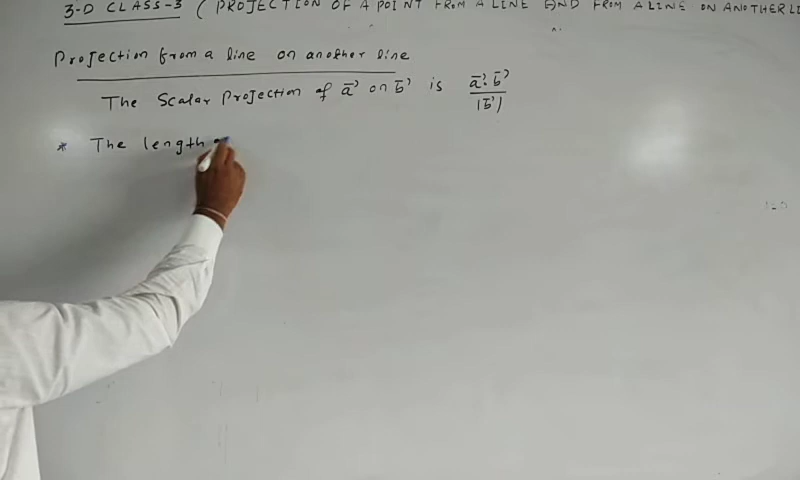 3-D CLASS-3 (PROJECTION OF A POINT FROM A LINE AND FROM A LINE ON ANOTHER LI
Projection from a line on another line
The Scalar Projection of a⃗ on b⃗ is a⃗.b⃗/|b⃗|
* The length